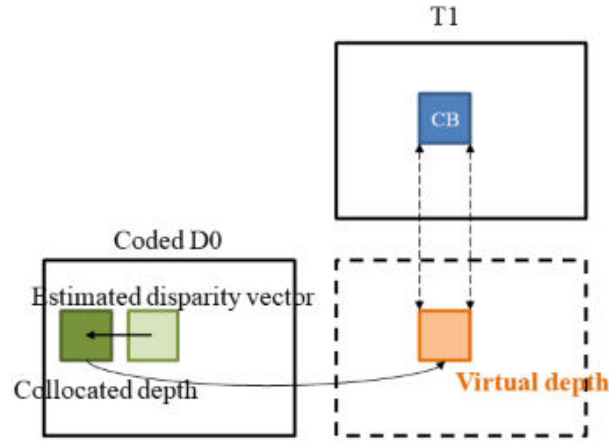 T1
CB
Coded D0
Estimated disparity vector
Collocated depth
Virtual depth